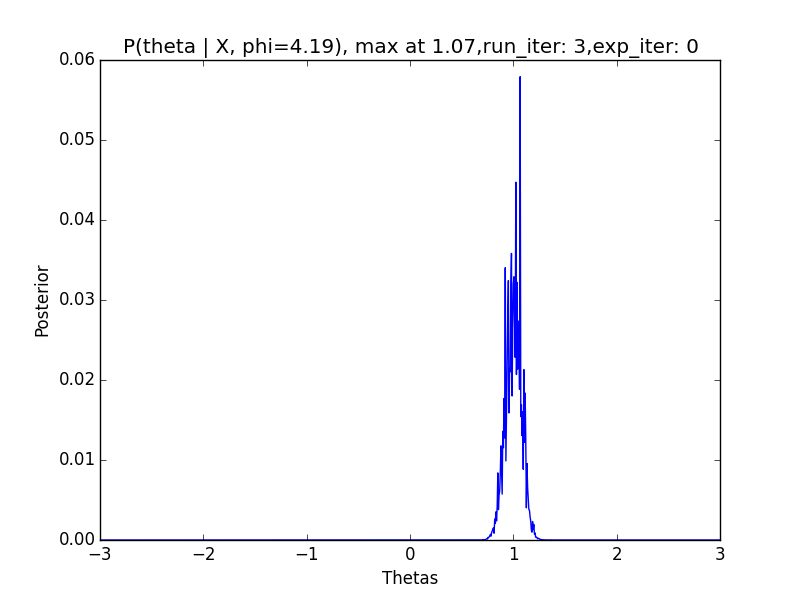 P(theta | X, phi=4.19), max at 1.07,run_iter: 3,exp_iter: 0
0.06
0.05
0.04
0.03
0.02
0.01
0.00
Posterior
−3 −2 −1 0 1 2 3
Thetas